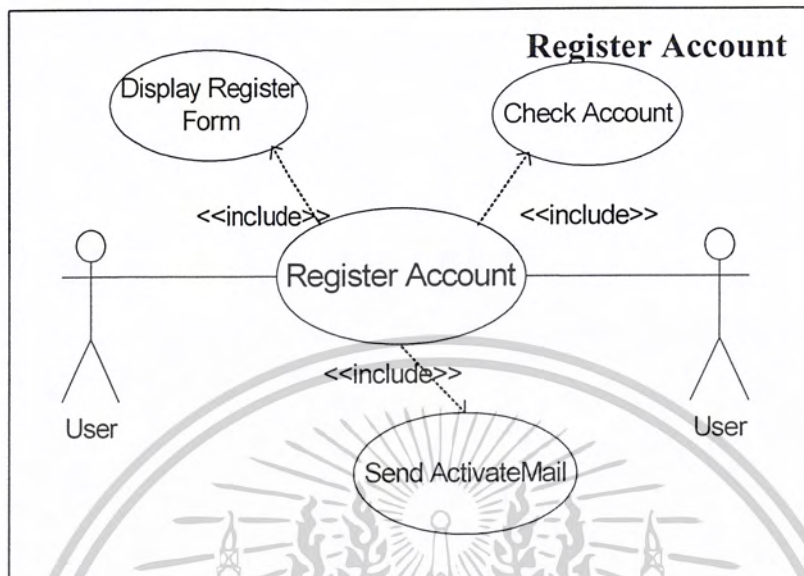 Register Account
Display Register
Form
Check Account
<<include>>
<<include>>
Register Account
<<include>>
User
User
Send ActivateMail